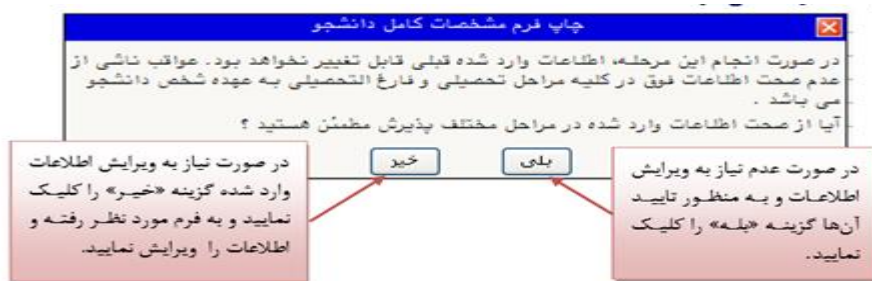 چاپ فرم مشخصات کامل دانشجو
در صورت انجام این مرحله، اطلاعات وارد شده قبلی قابل تغییر نخواهد بود. عواقب ناشی از
عدم صحت اطلاعات فوق در کلیه مراحل تحصیلی و فارغ التحصیلی به عهده شخص دانشجو
می باشد .
آیا از صحت اطلاعات وارد شده در مراحل مختلف پذیرش مطمئن هستید ؟
بلی
خیر
در صورت عدم نیاز به ویرایش
اطلاعات و به منظور تایید
آن‌ها گزینه «بله» را کلیک
نمایید.
در صورت نیاز به ویرایش اطلاعات
وارد شده گزینه «خیر» را کلیک
نمایید و به فرم مورد نظر رفته و
اطلاعات را ویرایش نمایید.